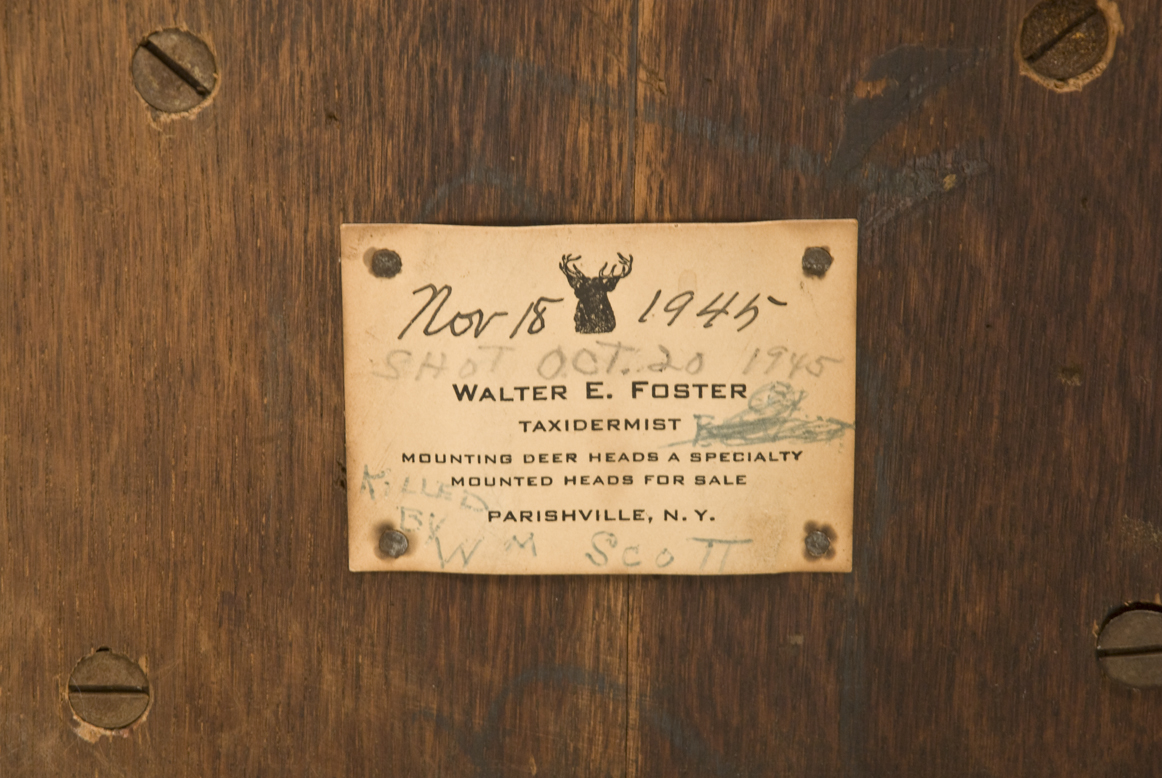 Nov 18 1945
SHOT OCT. 20 1945
WALTER E. FOSTER
TAXIDERMIST
MOUNTING DEER HEADS A SPECIALTY
MOUNTED HEADS FOR SALE
KILLED
BY
PARISHVILLE, N. Y.
WM SCOTT